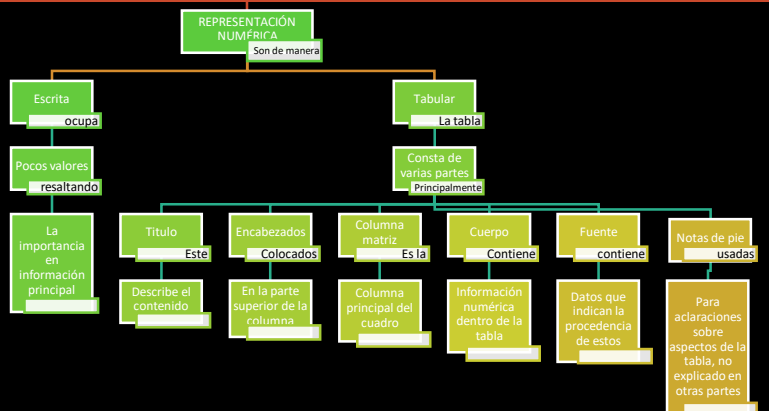 REPRESENTACIÓN
NUMÉRICA
Son de manera
Escrita
ocupa
Pocos valores
resaltando
La
importancia
en
información
principal
Tabular
La tabla
Consta de
varias partes
Principalmente
Titulo
Este
Describe el
contenido
Encabezados
Colocados
En la parte
superior de la
columna
Columna
matriz
Es la
Columna
principal del
cuadro
Cuerpo
Contiene
Información
numérica
dentro de la
tabla
Fuente
contiene
Datos que
indican la
procedencia
de estos
Notas de pie
usadas
Para
aclaraciones
sobre
aspectos de la
tabla, no
explicado en
otras partes